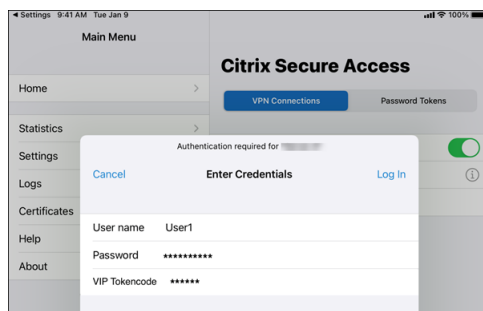 Settings 9:41 AM Tue Jan 9 100%
Main Menu
Citrix Secure Access
Home
VPN Connections Password Tokens
Statistics
Settings
Logs
Certificates
Help
About
Authentication required for
Cancel Enter Credentials Log In
User name User1
Password **********
VIP Tokencode ******